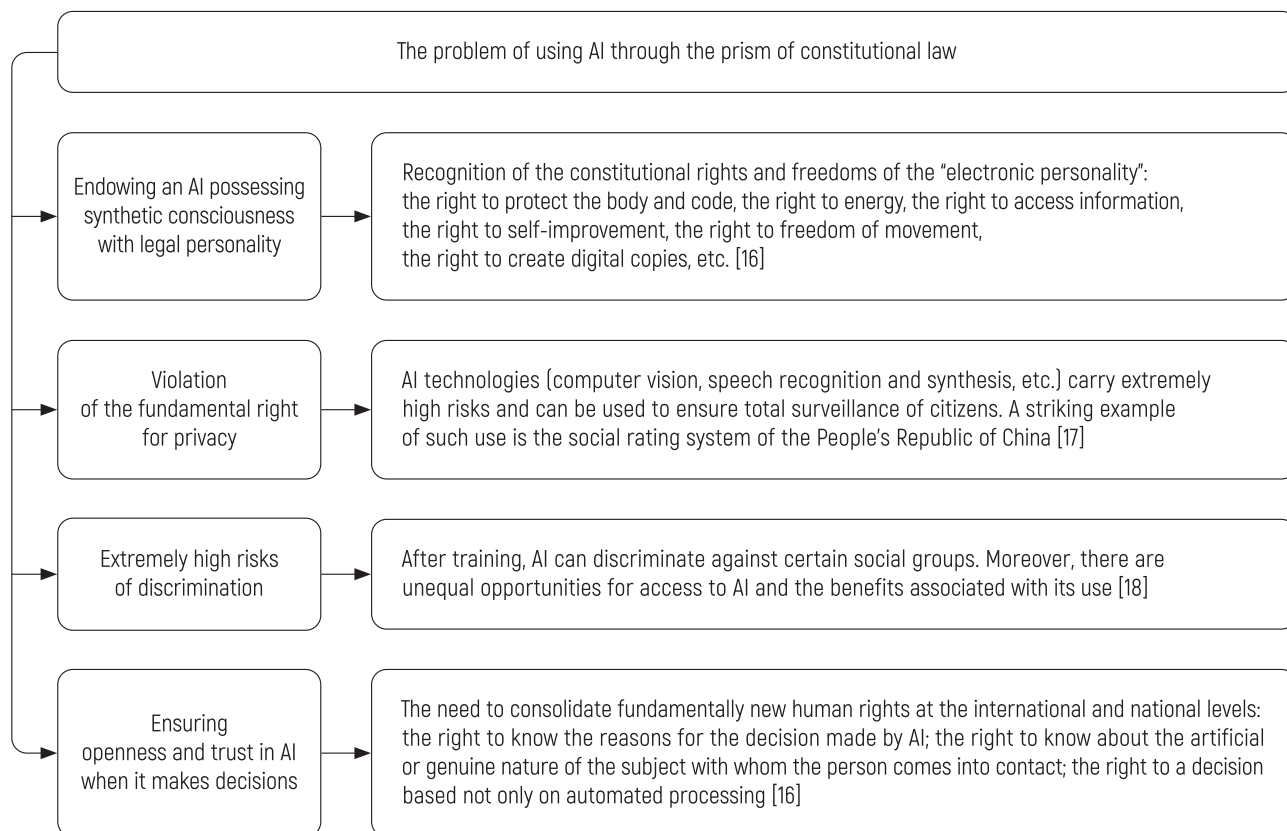 The problem of using AI through the prism of constitutional law
Endowing an AI possessing
synthetic consciousness
with legal personality
Recognition of the constitutional rights and freedoms of the “electronic personality”:
the right to protect the body and code, the right to energy, the right to access information,
the right to self-improvement, the right to freedom of movement,
the right to create digital copies, etc. [16]
Violation
of the fundamental right
for privacy
AI technologies (computer vision, speech recognition and synthesis, etc.) carry extremely
high risks and can be used to ensure total surveillance of citizens. A striking example
of such use is the social rating system of the People’s Republic of China [17]
Extremely high risks
of discrimination
After training, AI can discriminate against certain social groups. Moreover, there are
unequal opportunities for access to AI and the benefits associated with its use [18]
Ensuring
openness and trust in AI
when it makes decisions
The need to consolidate fundamentally new human rights at the international and national levels:
the right to know the reasons for the decision made by AI; the right to know about the artificial
or genuine nature of the subject with whom the person comes into contact; the right to a decision
based not only on automated processing [16]